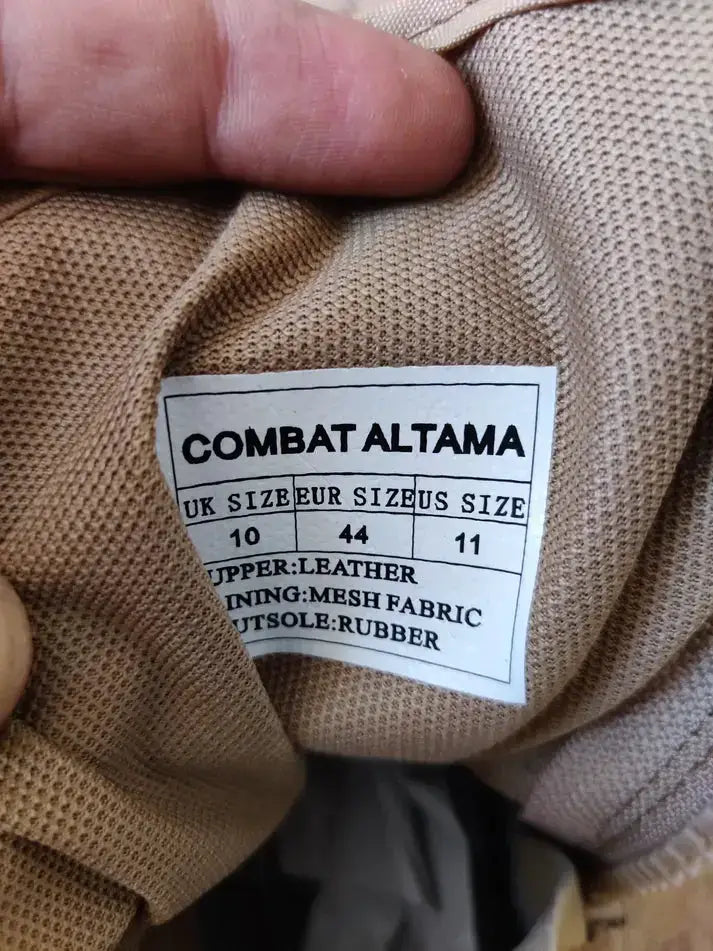 COMBAT ALTAMA
UK SIZE EUR SIZE US SIZE
10 44 11
UPPER:LEATHER
INING:MESH FABRIC
UTSOLE:RUBBER